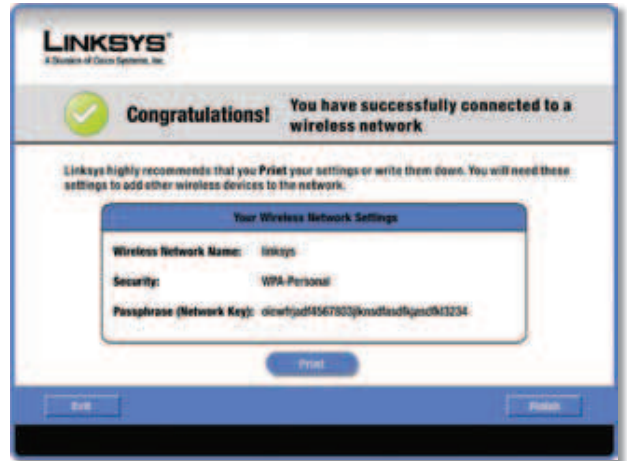 LINKSYS®
A Division of Cisco Systems, Inc.
Congratulations!
You have successfully connected to a
wireless network
Linksys highly recommends that you Print your settings or write them down. You will need these
settings to add other wireless devices to the network.
Your Wireless Network Settings
Wireless Network Name: linksys
Security: WPA-Personal
Passphrase (Network Key):
Print
Exit
Finish